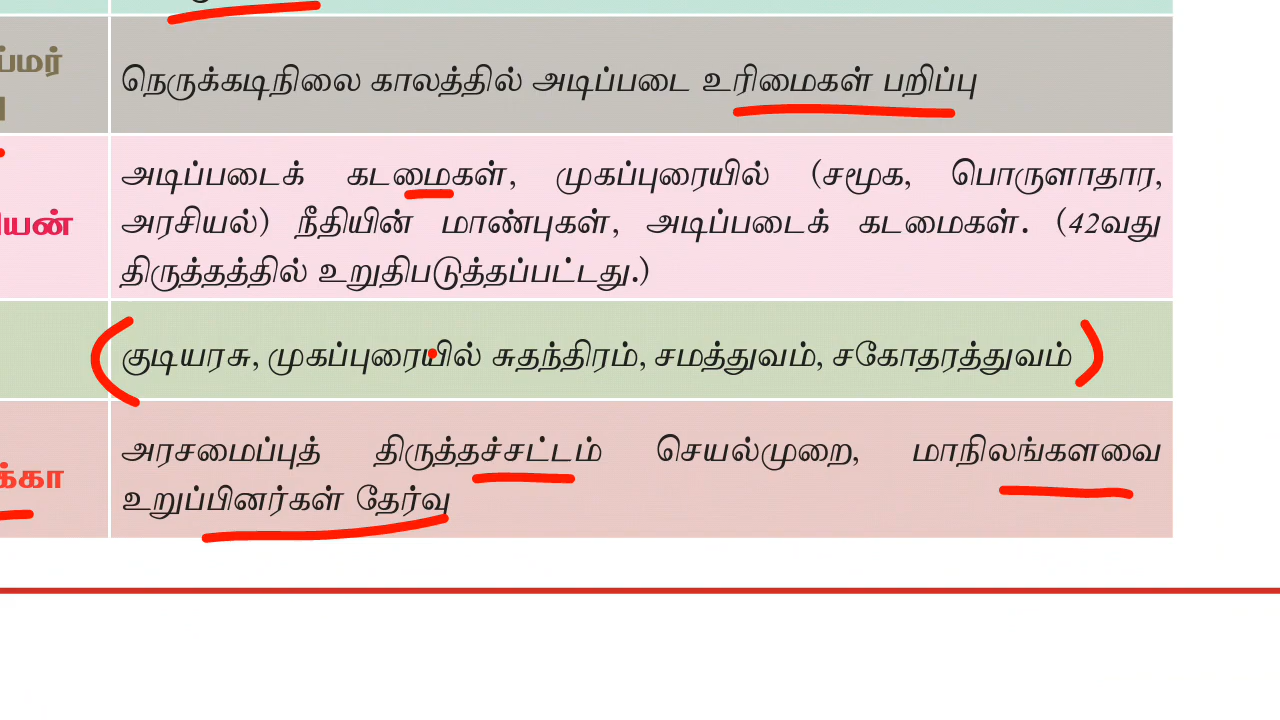 நெருக்கடிநிலை காலத்தில் அடிப்படை உரிமைகள் பறிப்பு
அடிப்படைக் கடமைகள், முகப்புரையில் (சமூக, பொருளாதார,
அரசியல்) நீதியின் மாண்புகள், அடிப்படைக் கடமைகள். (42வது
திருத்தத்தில் உறுதிபடுத்தப்பட்டது.)
குடியரசு, முகப்புரையில் சுதந்திரம், சமத்துவம், சகோதரத்துவம்
அரசமைப்புத் திருத்தச்சட்டம் செயல்முறை, மாநிலங்களவை
உறுப்பினர்கள் தேர்வு